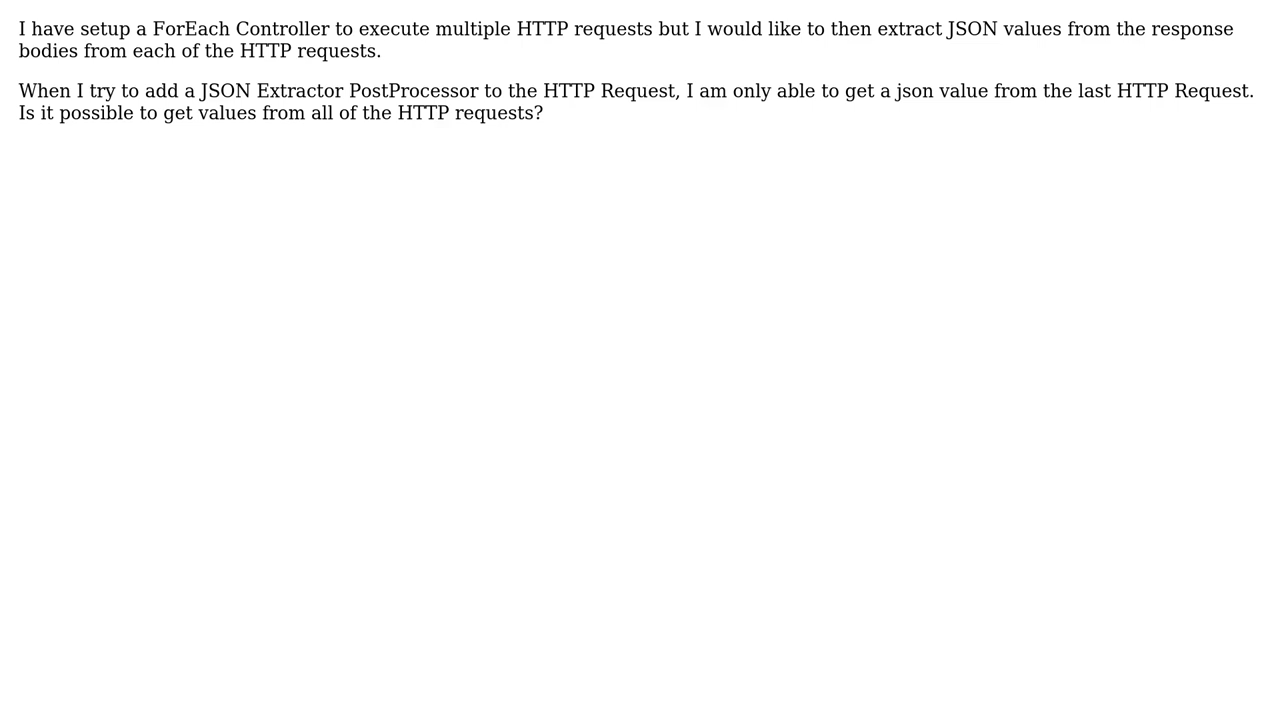 I have setup a ForEach Controller to execute multiple HTTP requests but I would like to then extract JSON values from the response
bodies from each of the HTTP requests.
When I try to add a JSON Extractor PostProcessor to the HTTP Request, I am only able to get a json value from the last HTTP Request.
Is it possible to get values from all of the HTTP requests?